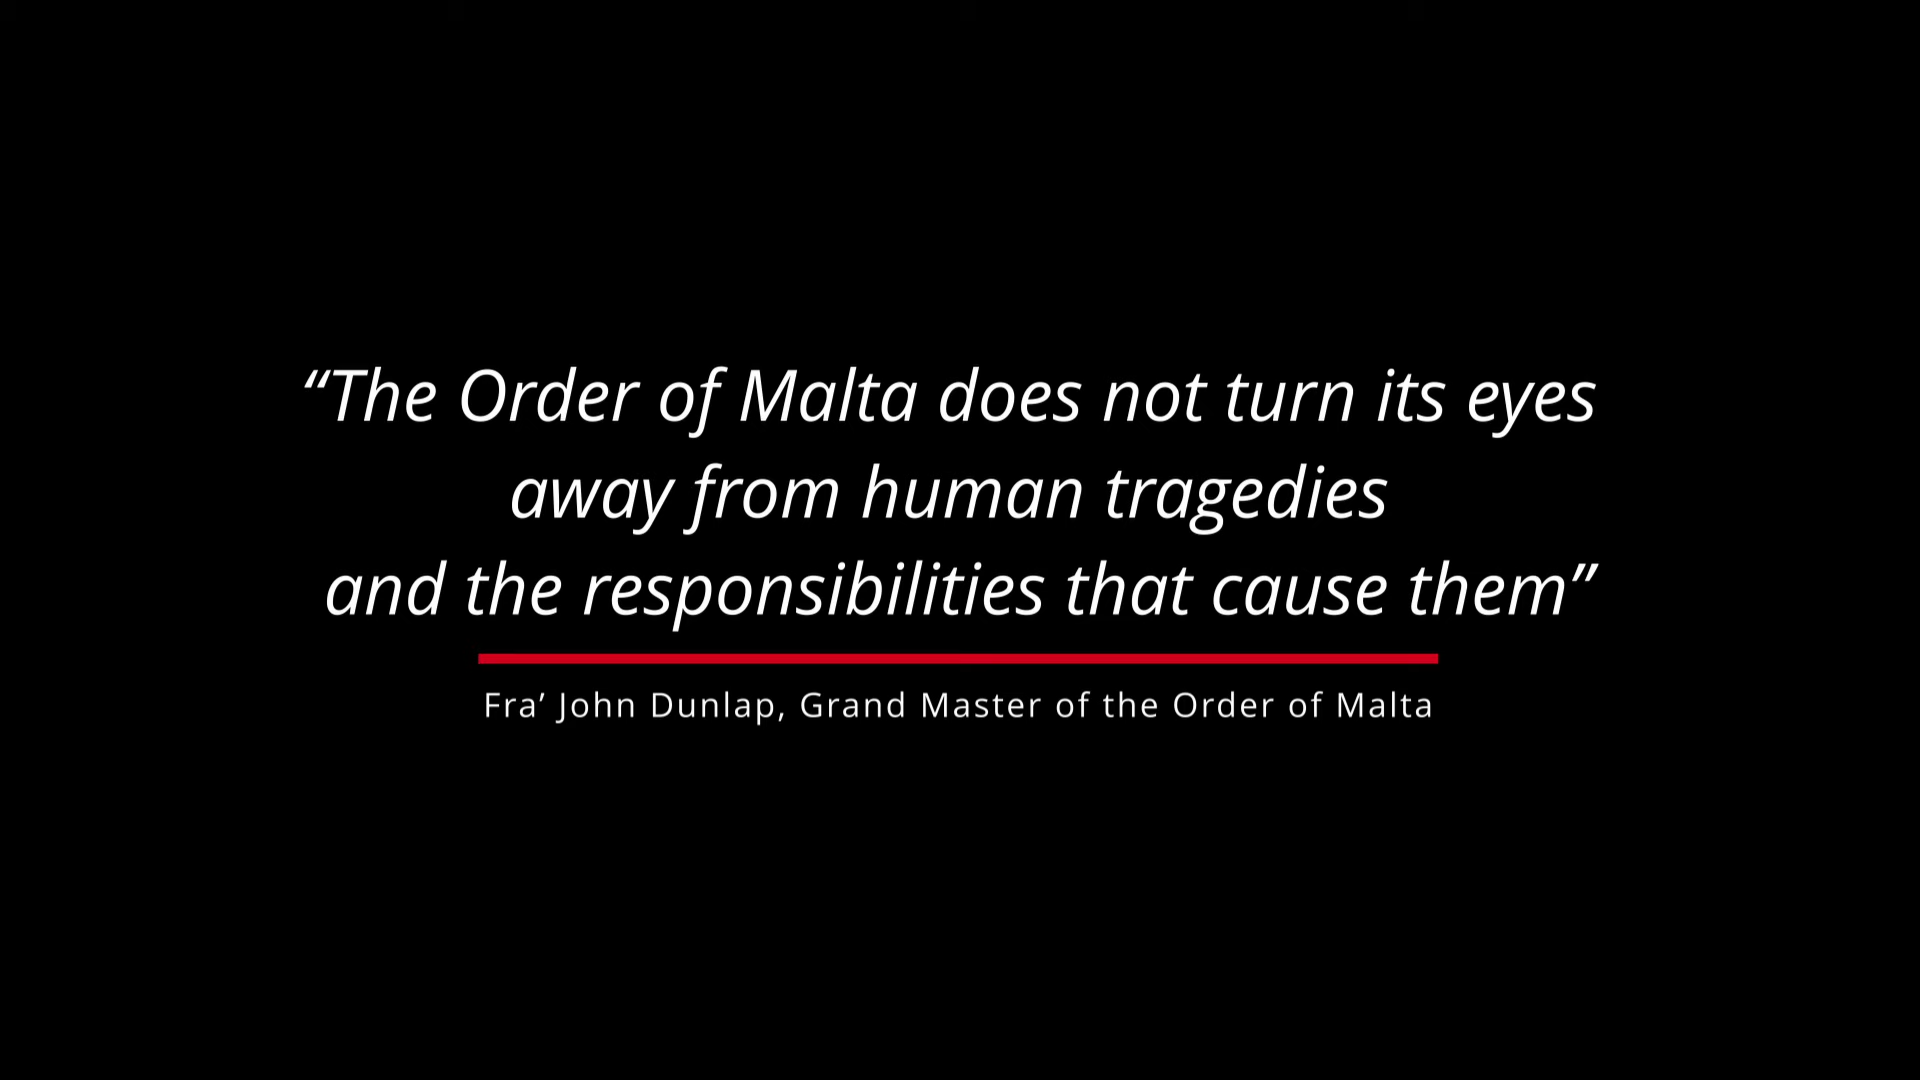 “The Order of Malta does not turn its eyes
away from human tragedies
and the responsibilities that cause them”
Fra’ John Dunlap, Grand Master of the Order of Malta